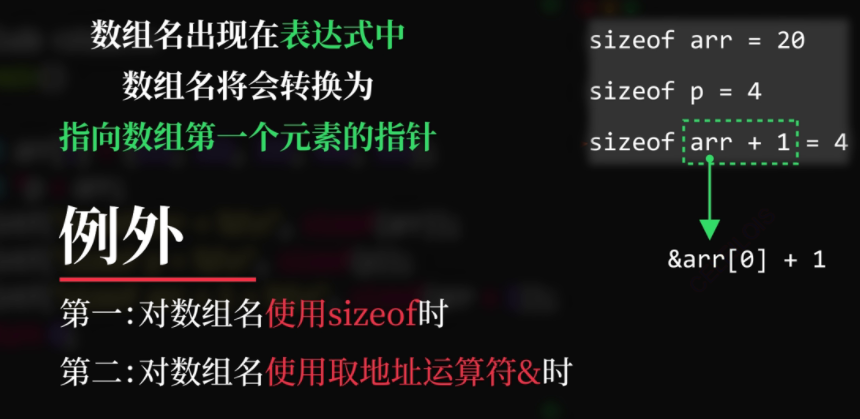 数组名出现在表达式中
数组名将会转换为
指向数组第一个元素的指针
例外
第一:对数组名使用sizeof时
第二:对数组名使用取地址运算符&时
sizeof arr = 20
sizeof p = 4
sizeof arr + 1 = 4
&arr[0] + 1